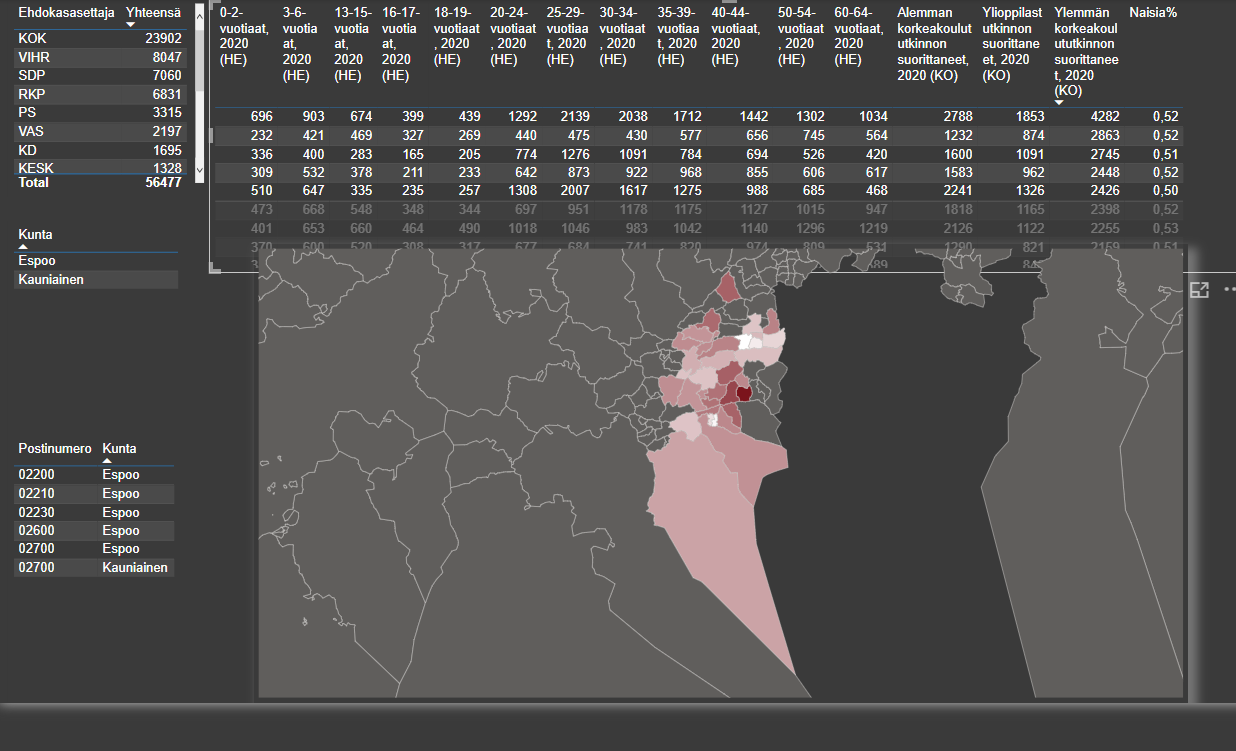 Ehdokasasettaja Yhteensä
KOK 23902
VIHR 8047
SDP 7060
RKP 6831
PS 3315
VAS 2197
KD 1695
KESK 1328
Total 56477
Kunta
Espoo
Kauniainen
Postinumero Kunta
02200 Espoo
02210 Espoo
02230 Espoo
02600 Espoo
02700 Espoo
02700 Kauniainen
0-2-vuotiaat, 2020 (HE) 3-6-vuotiaat, 2020 (HE) 13-15-vuotiaat, 2020 (HE) 16-17-vuotiaat, 2020 (HE) 18-19-vuotiaat, 2020 (HE) 20-24-vuotiaat, 2020 (HE) 25-29-vuotiaat, 2020 (HE) 30-34-vuotiaat, 2020 (HE) 35-39-vuotiaat, 2020 (HE) 40-44-vuotiaat, 2020 (HE) 50-54-vuotiaat, 2020 (HE) 60-64-vuotiaat, 2020 (HE) Alemman korkeakoulututkinnon suorittaneet, 2020 (KO) Ylioppilastutkinnon suorittaneet, 2020 (KO) Ylemmän korkeakoulututkinnon suorittaneet, 2020 (KO) Naisia%
696 903 674 399 439 1292 2139 2038 1712 1442 1302 1034 2788 1853 4282 0,52
232 421 469 327 269 440 475 430 577 656 745 564 1232 874 2863 0,52
336 400 283 165 205 774 1276 1091 784 694 526 420 1600 1091 2745 0,51
309 532 378 211 233 642 873 922 968 855 606 617 1583 962 2448 0,52
510 647 335 235 257 1308 2007 1617 1275 988 685 468 2241 1326 2426 0,50
473 668 548 348 344 697 951 1178 1175 1127 1015 947 1818 1165 2398 0,52
401 653 660 464 490 1018 1046 983 1042 1140 1296 1219 2126 1122 2255 0,53
370 600 520 308 317 677 684 741 820 974 809 531 1290 821 2159 0,51